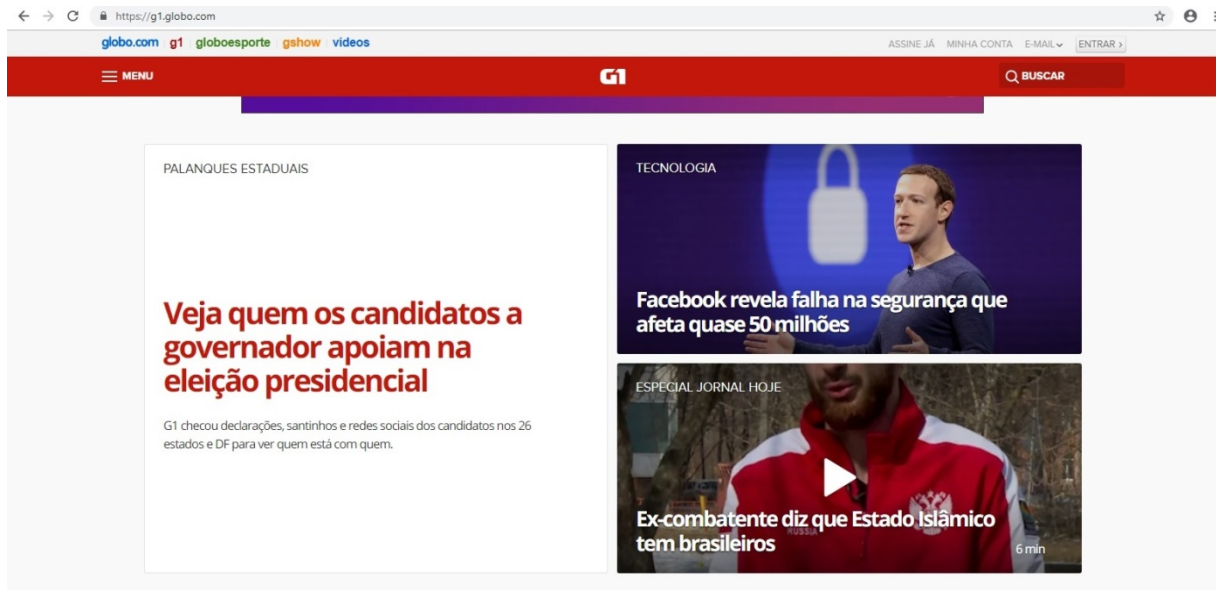 https://g1.globo.com
globo.com g1 globoesporte gshow videos ASSINE JÁ MINHA CONTA E-MAIL ENTRAR ›
MENU G1 BUSCAR
PALANQUES ESTADUAIS
Veja quem os candidatos a
governador apoiam na
eleição presidencial
G1 checou declarações, santinhos e redes sociais dos candidatos nos 26
estados e DF para ver quem está com quem.
TECNOLOGIA
Facebook revela falha na segurança que
afeta quase 50 milhões
ESPECIAL JORNAL HOJE
Ex-combatente diz que Estado Islâmico
RUSSIA
tem brasileiros
6 min